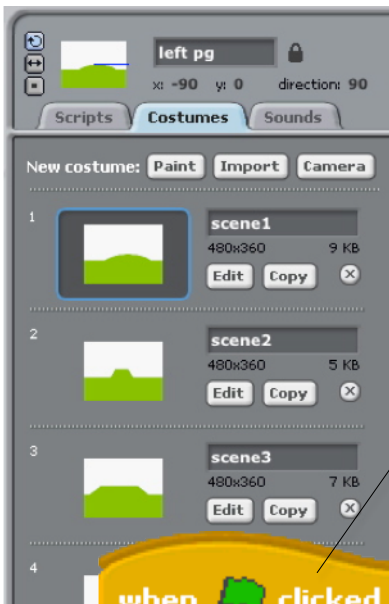 left pg
x: -90 y: 0 direction: 90
Scripts Costumes Sounds
New costume: Paint Import Camera
1
scene1
480x360 9 KB
Edit Copy
2
scene2
480x360 5 KB
Edit Copy
3
scene3
480x360 7 KB
Edit Copy
4
when clicked